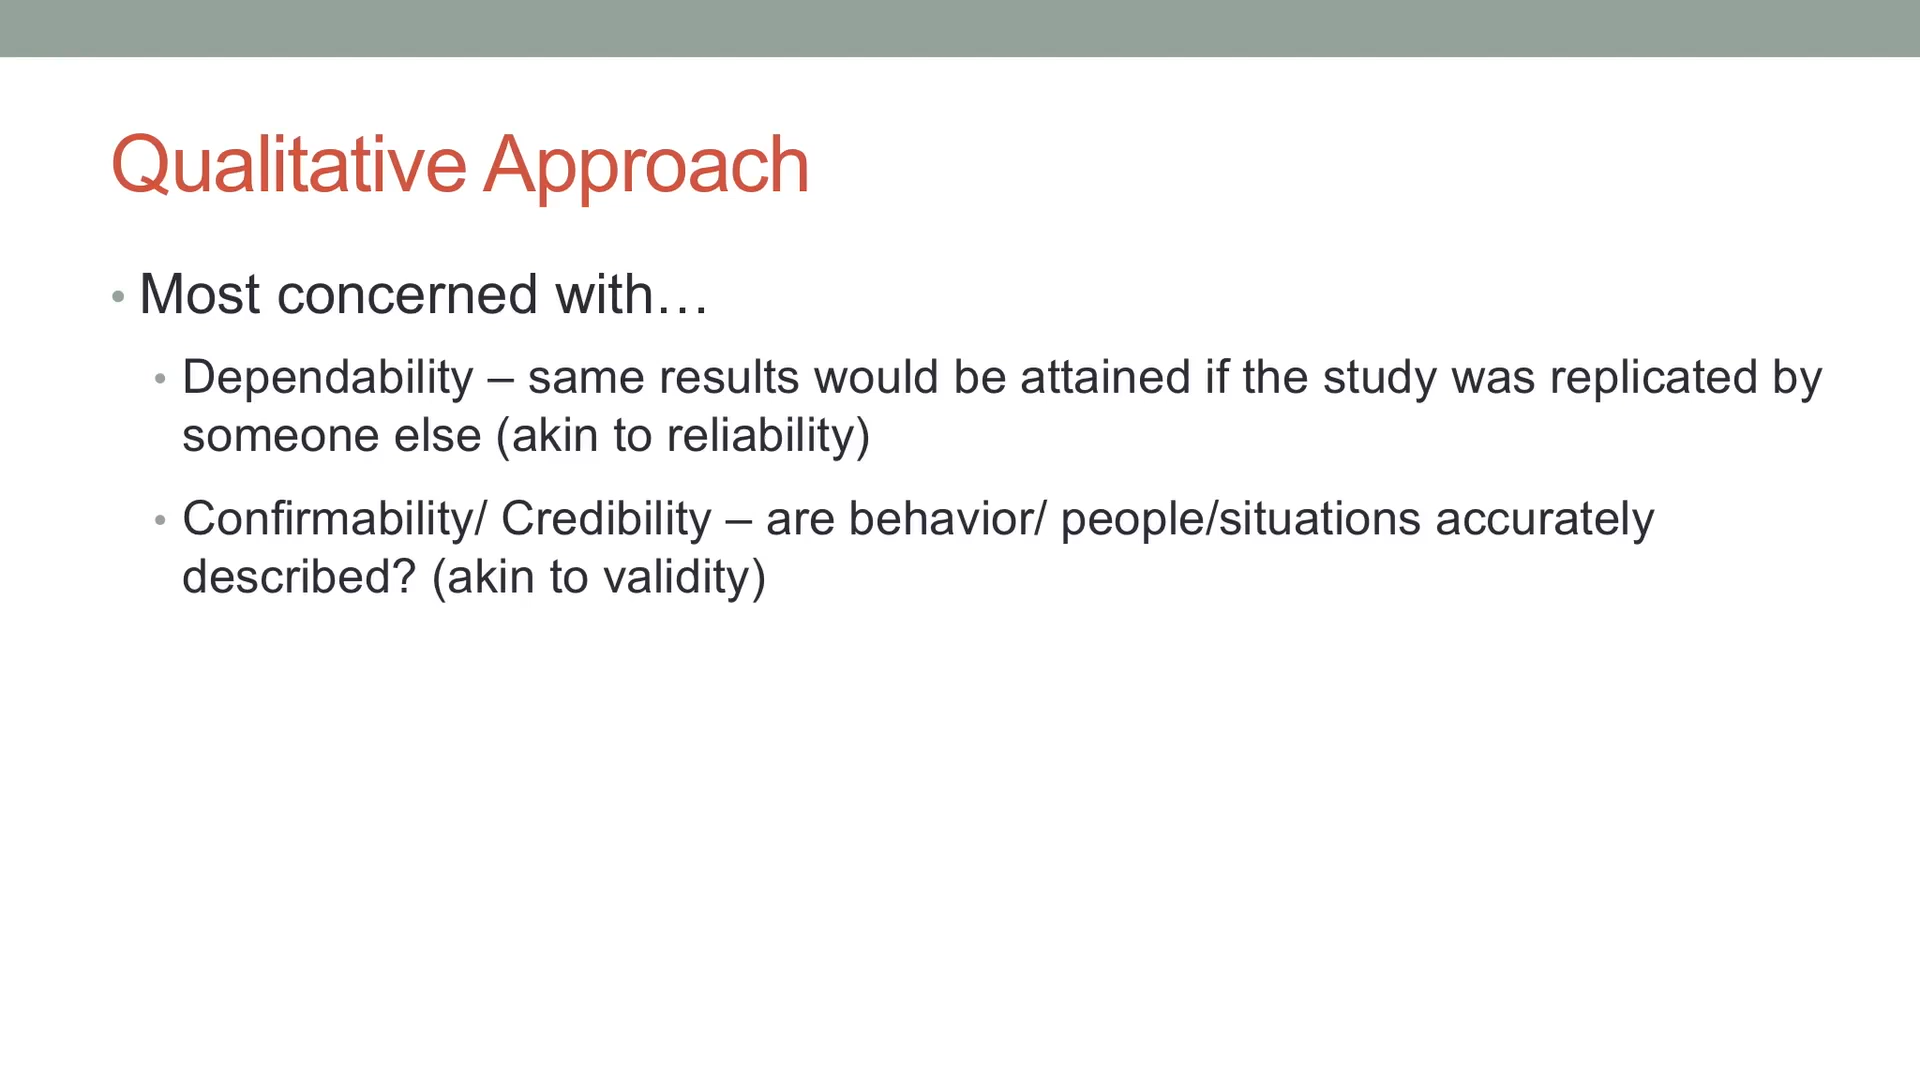 Qualitative Approach
• Most concerned with…
• Dependability – same results would be attained if the study was replicated by
someone else (akin to reliability)
• Confirmability/ Credibility – are behavior/ people/situations accurately
described? (akin to validity)